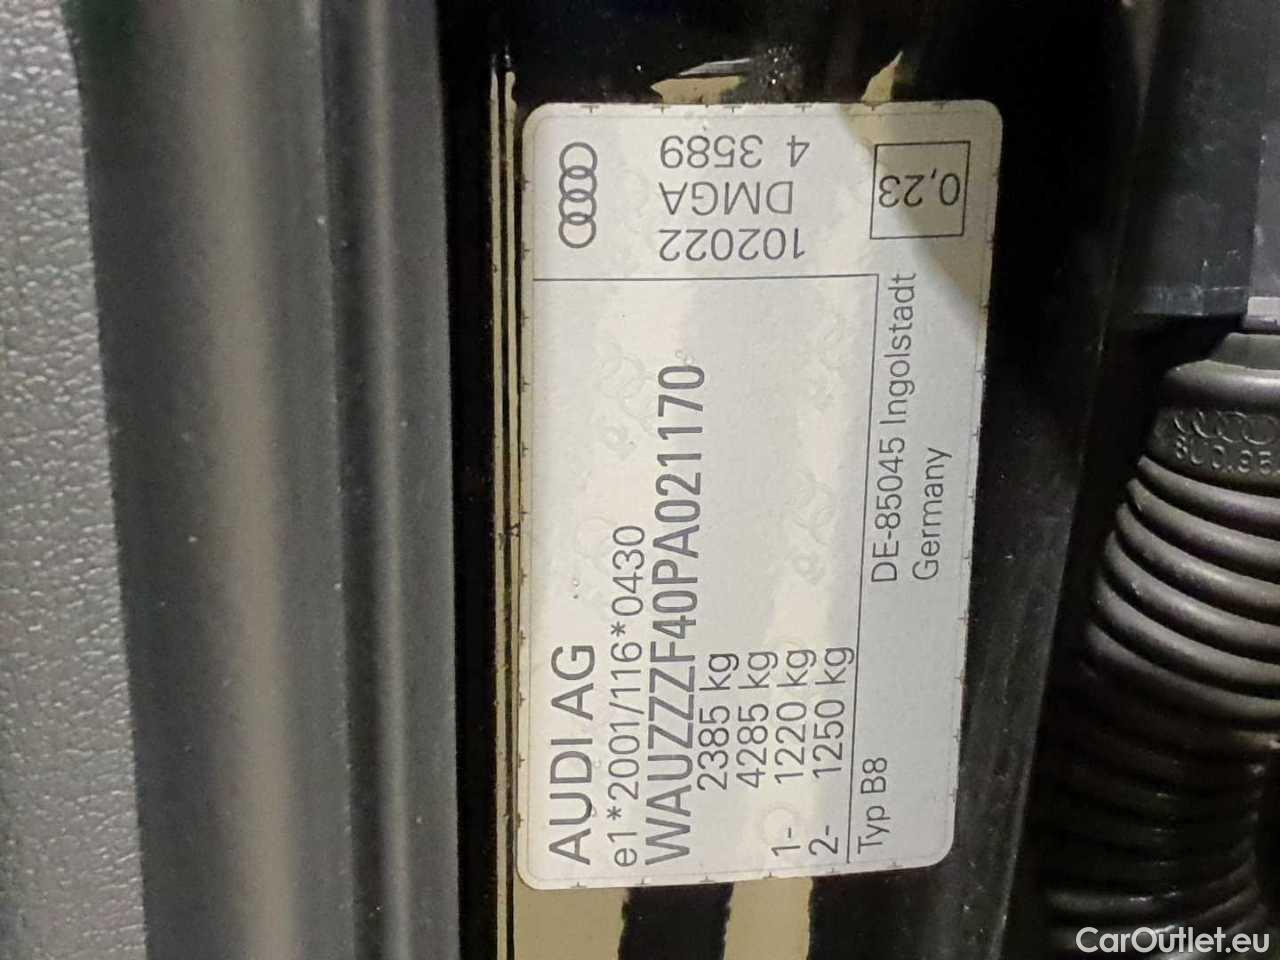 AUDI AG
e1*2001/116*0430
WAUZZZF40PA021170
2385 kg
4285 kg
1- 1220 kg
2- 1250 kg
Typ B8
DE-85045 Ingolstadt
Germany
102022
DMGA
4 3589
0,23
CarOutlet.eu